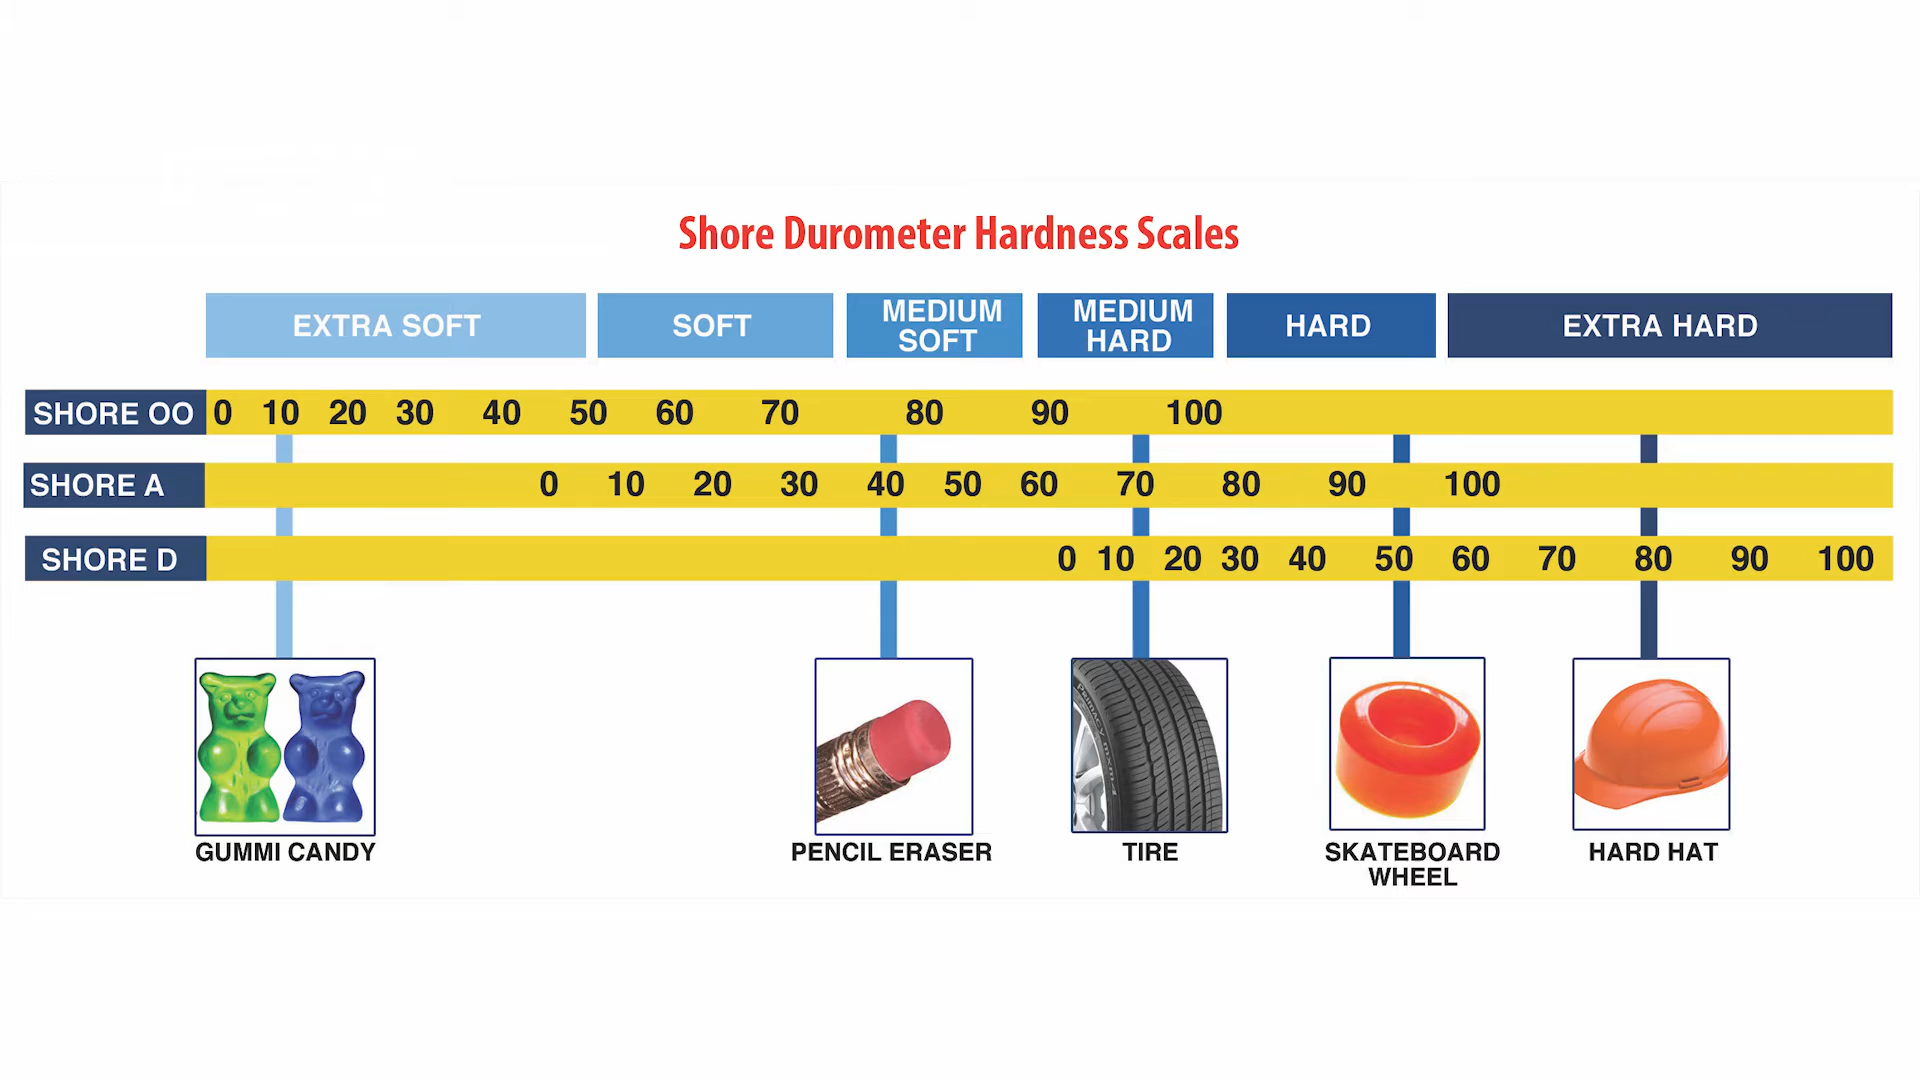 Shore Durometer Hardness Scales
EXTRA SOFT
SOFT
MEDIUM
SOFT
MEDIUM
HARD
HARD
EXTRA HARD
SHORE OO 0 10 20 30 40 50 60 70 80 90 100
SHORE A 0 10 20 30 40 50 60 70 80 90 100
SHORE D 0 10 20 30 40 50 60 70 80 90 100
GUMMI CANDY
PENCIL ERASER
TIRE
SKATEBOARD
WHEEL
HARD HAT